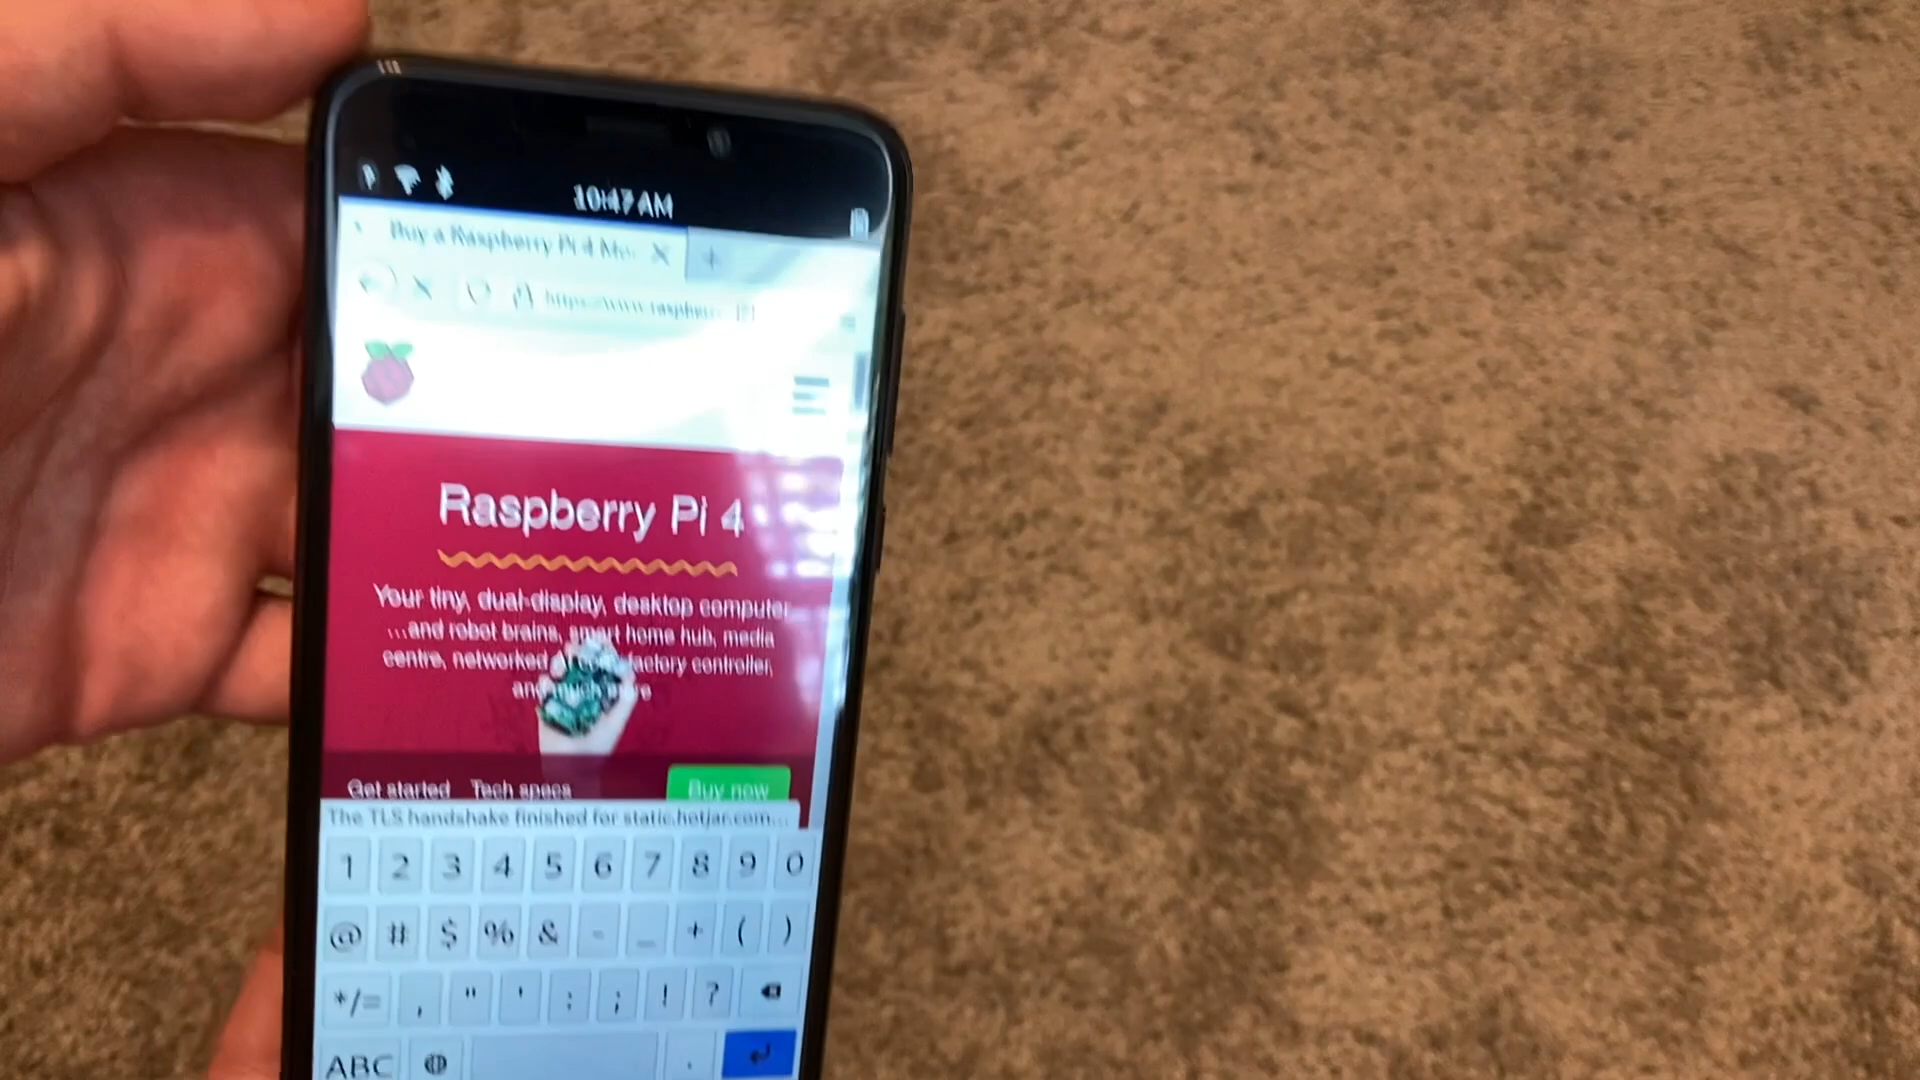 10:47 AM
Buy a Raspberry Pi 4 Mo
https://www.raspberr
Raspberry Pi 4
Your tiny, dual-display, desktop computer
...and robot brains, smart home hub, media
centre, networked factory controller,
and much more
Get started Tech specs Buy now
The TLS handshake finished for static.hotjar.com...
1 2 3 4 5 6 7 8 9 0
@ # $ % & - _ + ( )
*/= , " ' : ; ! ?
ABC .